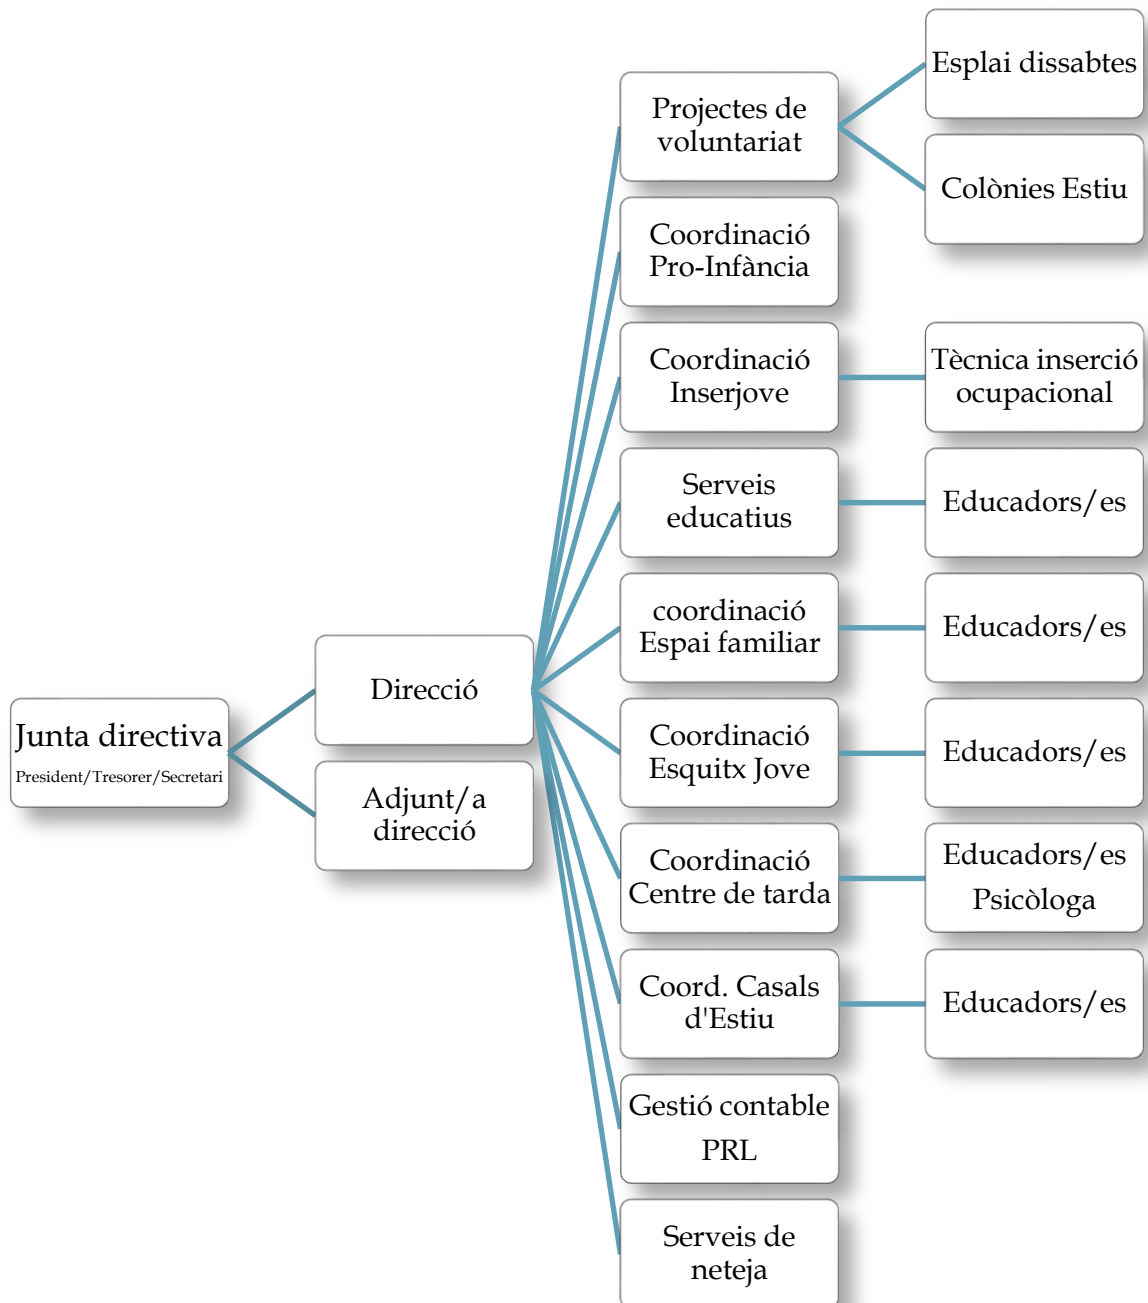 Junta directiva
President/Tresorer/Secretari
Direcció
Adjunt/a
direcció
Projectes de
voluntariat
Esplai dissabtes
Colònies Estiu
Coordinació
Pro-Infància
Coordinació
Inserjove
Tècnica inserció
ocupacional
Serveis
educatius
Educadors/es
coordinació
Espai familiar
Educadors/es
Coordinació
Esquitx Jove
Educadors/es
Coordinació
Centre de tarda
Educadors/es
Psicòloga
Coord. Casals
d'Estiu
Educadors/es
Gestió contable
PRL
Serveis de
neteja